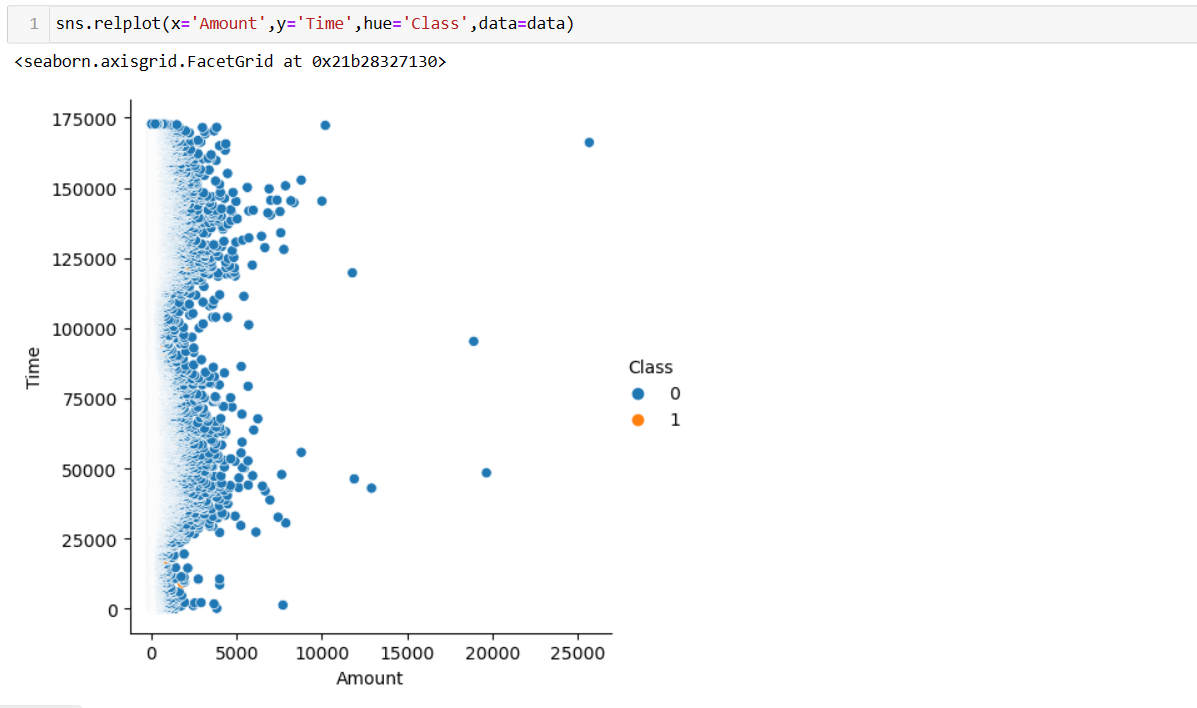 1 sns.relplot(x='Amount',y='Time',hue='Class',data=data)
<seaborn.axisgrid.FacetGrid at 0x21b28327130>
175000
150000
125000
100000
75000
50000
25000
0
Time
0 5000 10000 15000 20000 25000
Amount
Class
0
1